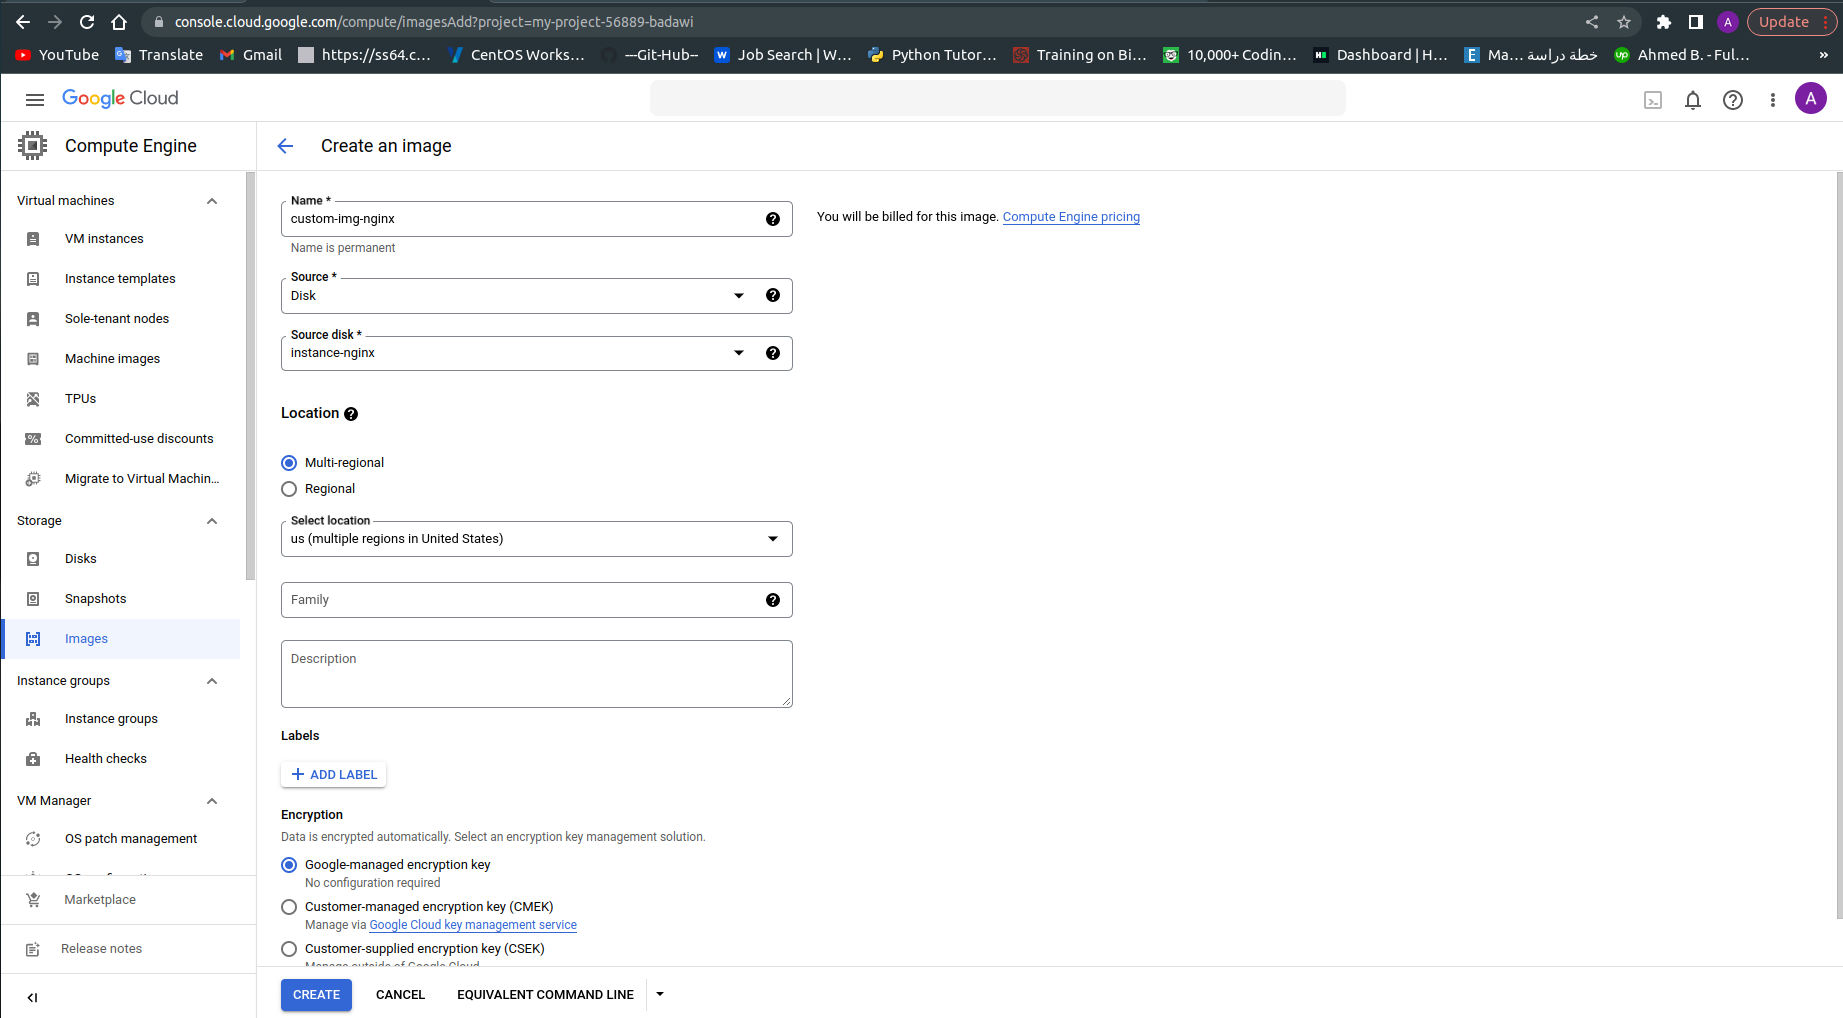 console.cloud.google.com/compute/imagesAdd?project=my-project-56889-badawi
A
Update
YouTube
Translate
Gmail
https://ss64.c...
CentOS Works...
---Git-Hub--
Job Search | W...
Python Tutor...
Training on Bi...
10,000+ Codin...
Dashboard | H...
Ma... خطة دراسة
Ahmed B. - Ful...
»
Google Cloud
A
Compute Engine
Create an image
Virtual machines
VM instances
Instance templates
Sole-tenant nodes
Machine images
TPUs
Committed-use discounts
Migrate to Virtual Machin...
Storage
Disks
Snapshots
Images
Instance groups
Instance groups
Health checks
VM Manager
OS patch management
Marketplace
Release notes
Name *
custom-img-nginx
Name is permanent
You will be billed for this image. Compute Engine pricing
Source *
Disk
Source disk *
instance-nginx
Location
Multi-regional
Regional
Select location
us (multiple regions in United States)
Family
Description
Labels
ADD LABEL
Encryption
Data is encrypted automatically. Select an encryption key management solution.
Google-managed encryption key
No configuration required
Customer-managed encryption key (CMEK)
Manage via Google Cloud key management service
Customer-supplied encryption key (CSEK)
Manage outside of Google Cloud
CREATE
CANCEL
EQUIVALENT COMMAND LINE